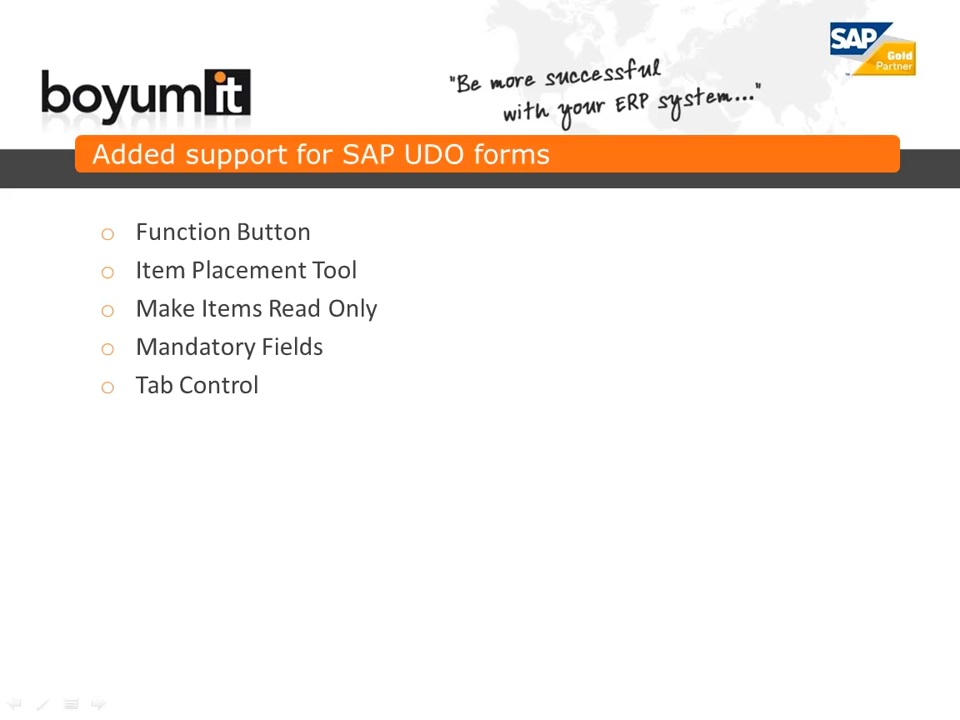 SAP
Gold
Partner
boyum it
"Be more successful
with your ERP system..."
Added support for SAP UDO forms
o Function Button
o Item Placement Tool
o Make Items Read Only
o Mandatory Fields
o Tab Control